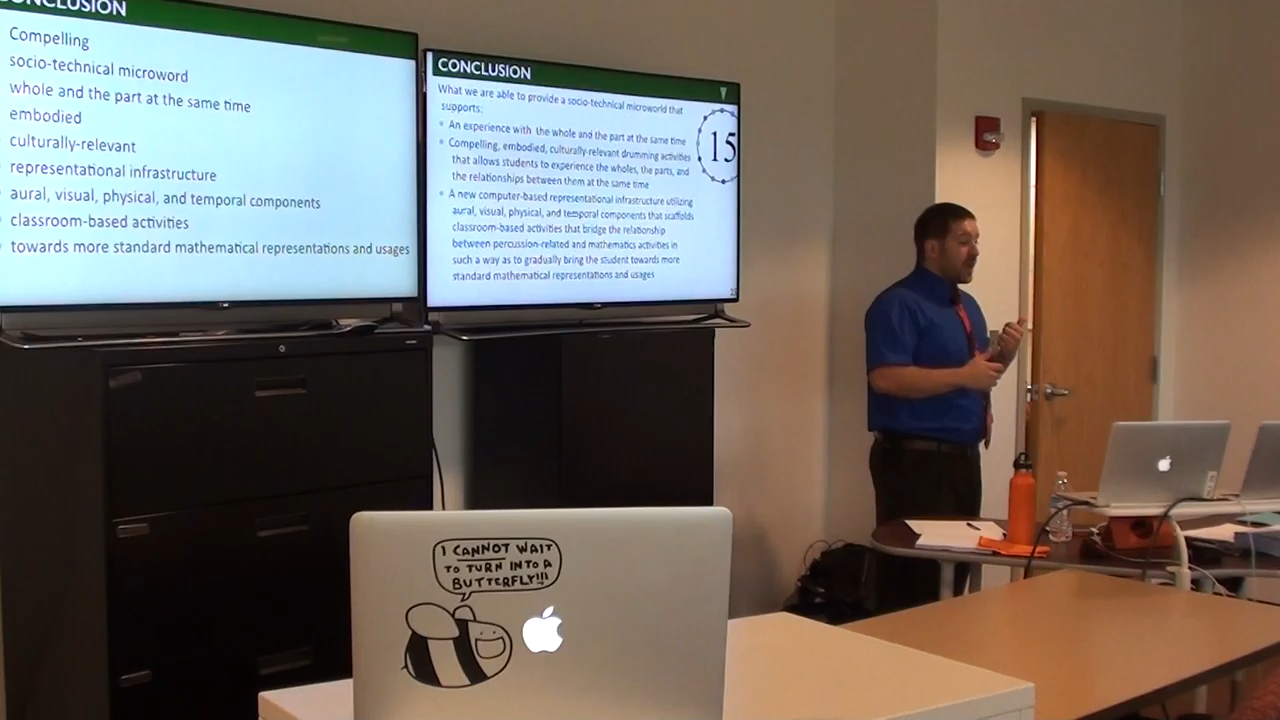 CONCLUSION
Compelling
socio-technical microword
whole and the part at the same time
embodied
culturally-relevant
representational infrastructure
aural, visual, physical, and temporal components
classroom-based activities
towards more standard mathematical representations and usages
CONCLUSION
What we are able to provide a socio-technical microworld that
supports:
An experience with the whole and the part at the same time
Compelling, embodied, culturally-relevant drumming activities
that allows students to experience the wholes, the parts, and
the relationships between them at the same time
A new computer-based representational infrastructure utilizing
aural, visual, physical, and temporal components that scaffolds
classroom-based activities that bridge the relationship
between percussion-related and mathematics activities in
such a way as to gradually bring the student towards more
standard mathematical representations and usages
15
I CANNOT WAIT
TO TURN INTO A
BUTTERFLY!!!